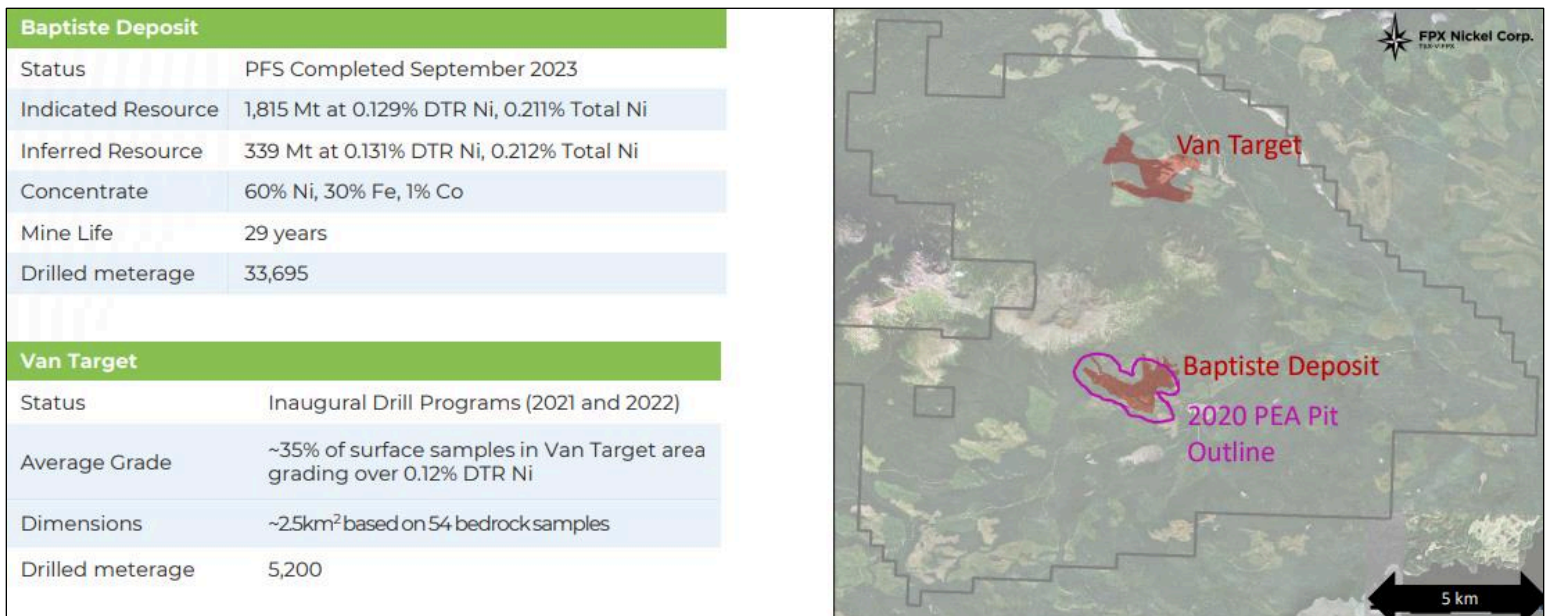 Baptiste Deposit
Status PFS Completed September 2023
Indicated Resource 1,815 Mt at 0.129% DTR Ni, 0.211% Total Ni
Inferred Resource 339 Mt at 0.131% DTR Ni, 0.212% Total Ni
Concentrate 60% Ni, 30% Fe, 1% Co
Mine Life 29 years
Drilled meterage 33,695
Van Target
Status Inaugural Drill Programs (2021 and 2022)
Average Grade ~35% of surface samples in Van Target area
grading over 0.12% DTR Ni
Dimensions ~2.5km² based on 54 bedrock samples
Drilled meterage 5,200
FPX Nickel Corp.
TSX-V:FPX
Van Target
Baptiste Deposit
2020 PEA Pit
Outline
5 km